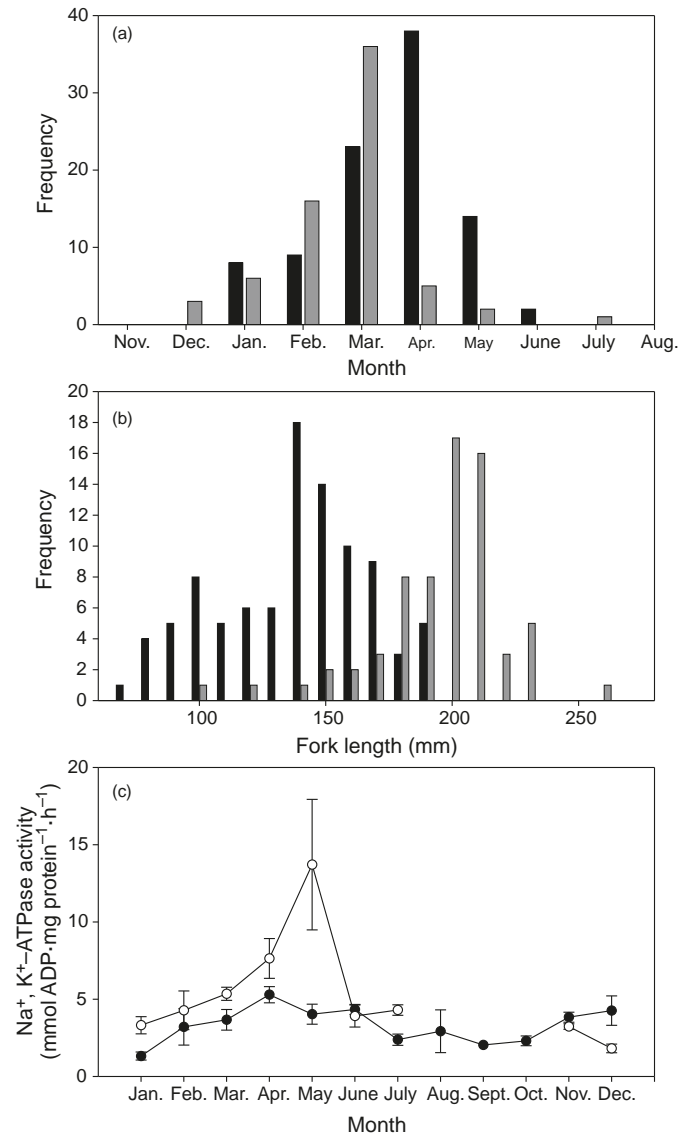 (a)
Frequency
40
30
20
10
0
Nov. Dec. Jan. Feb. Mar. Apr. May June July Aug.
Month
(b)
Frequency
20
18
16
14
12
10
8
6
4
2
0
100 150 200 250
Fork length (mm)
(c)
Na⁺, K⁺–ATPase activity
(mmol ADP·mg protein⁻¹·h⁻¹)
20
15
10
5
0
Jan. Feb. Mar. Apr. May June July Aug. Sept. Oct. Nov. Dec.
Month